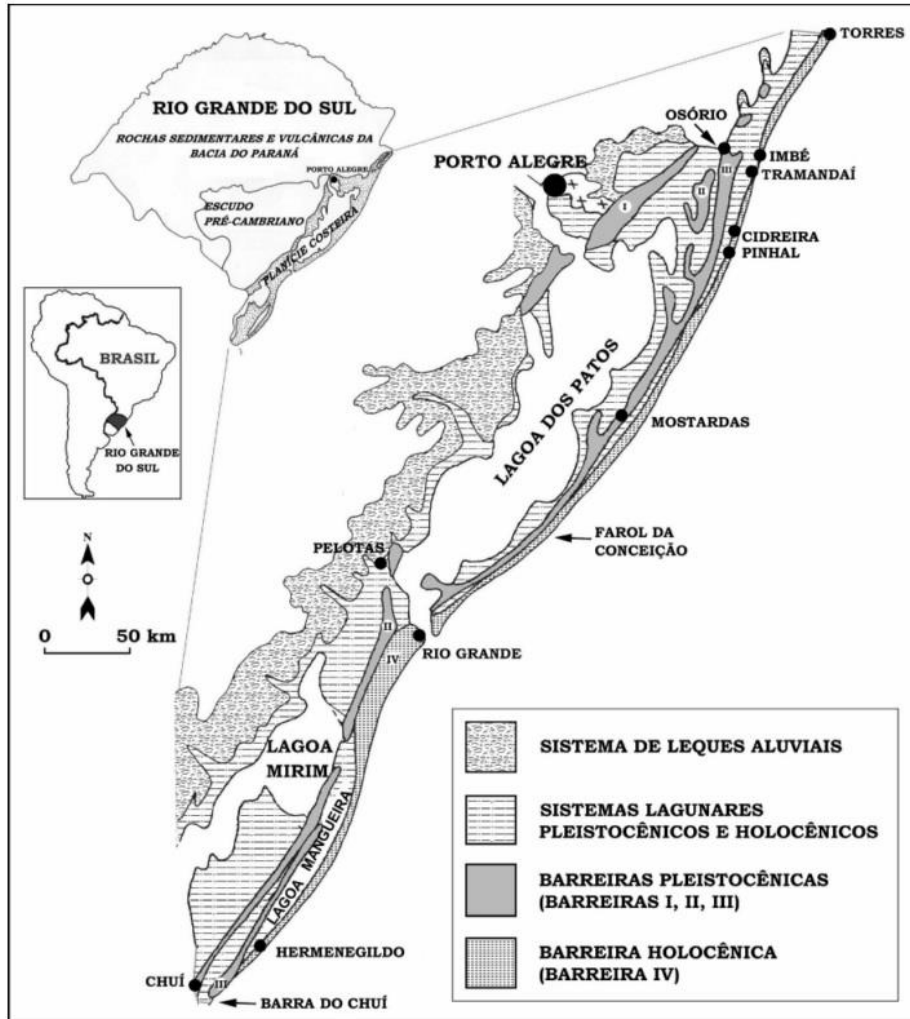 TORRES
RIO GRANDE DO SUL
ROCHAS SEDIMENTARES E VULCÂNICAS DA
BACIA DO PARANÁ
PORTO ALEGRE
ESCUDO
PRÉ-CAMBRIANO
PLANÍCIE COSTEIRA
OSÓRIO
PORTO ALEGRE
IMBÉ
TRAMANDAÍ
I
II
III
CIDREIRA
PINHAL
BRASIL
RIO GRANDE
DO SUL
LAGOA DOS PATOS
MOSTARDAS
FAROL DA
CONCEIÇÃO
N
0 50 km
PELOTAS
II
IV
RIO GRANDE
LAGOA
MIRIM
LAGOA MANGUEIRA
HERMENEGILDO
CHUÍ
III
BARRA DO CHUÍ
SISTEMA DE LEQUES ALUVIAIS
SISTEMAS LAGUNARES
PLEISTOCÊNICOS E HOLOCÊNICOS
BARREIRAS PLEISTOCÊNICAS
(BARREIRAS I, II, III)
BARREIRA HOLOCÊNICA
(BARREIRA IV)